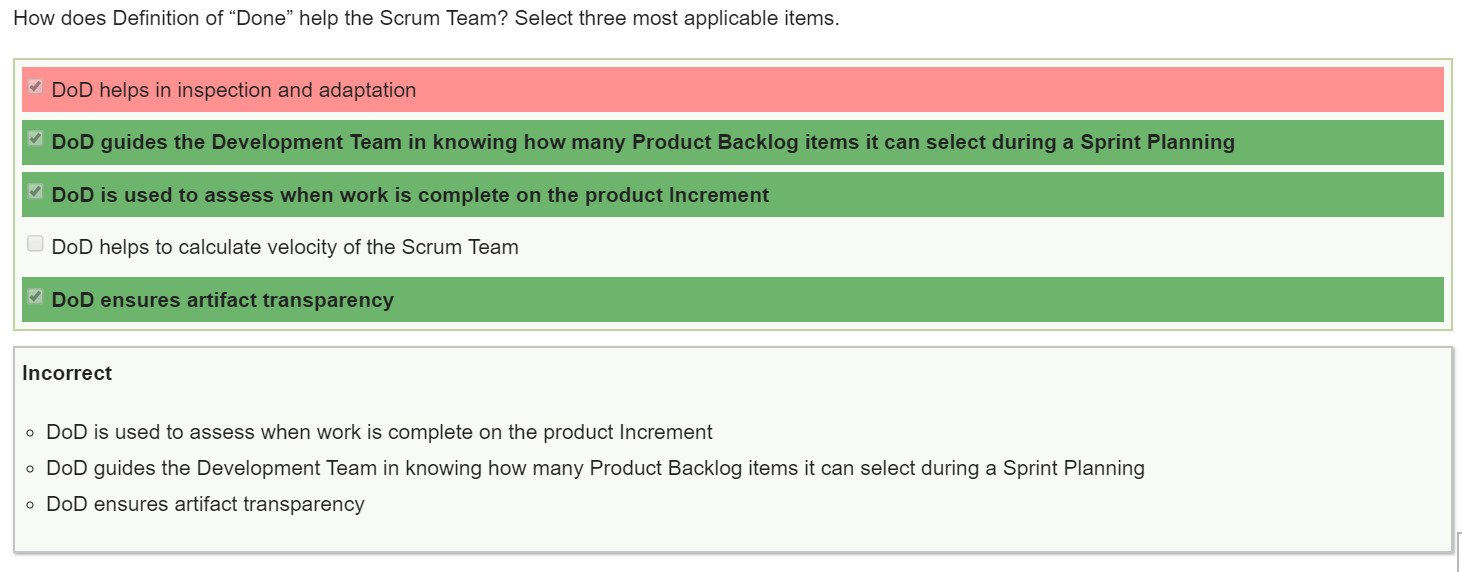 How does Definition of “Done” help the Scrum Team? Select three most applicable items.
DoD helps in inspection and adaptation
DoD guides the Development Team in knowing how many Product Backlog items it can select during a Sprint Planning
DoD is used to assess when work is complete on the product Increment
DoD helps to calculate velocity of the Scrum Team
DoD ensures artifact transparency
Incorrect
DoD is used to assess when work is complete on the product Increment
DoD guides the Development Team in knowing how many Product Backlog items it can select during a Sprint Planning
DoD ensures artifact transparency